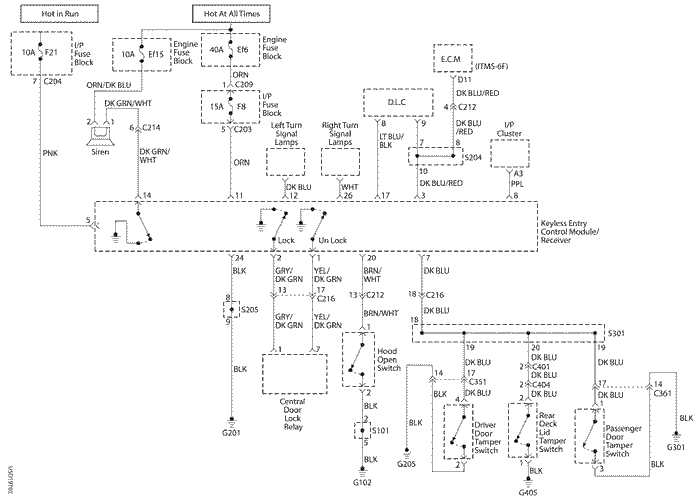 Hot in Run
Hot At All Times
10A F21
I/P
Fuse
Block
7 C204
10A Ef15
Engine
Fuse
Block
40A Ef6
Engine
Fuse
Block
ORN
1 C209
15A F8
I/P
Fuse
Block
5 C203
ORN
ORN/DK BLU
DK GRN/WHT
2 1
Siren
6 C214
DK GRN/
WHT
PNK
Left Turn
Signal
Lamps
Right Turn
Signal
Lamps
DK BLU
WHT
E.C.M
(ITMS-6F)
D11
DK BLU/RED
4 C212
DK BLU
/RED
D.L.C
8 9
LT BLU/
BLK
7 8
S204
10
DK BLU/RED
I/P
Cluster
A3
PPL
5
14 11 12 26 17 3 8
Lock
Un Lock
Keyless Entry
Control Module/
Receiver
24 2 1 20 7
BLK
GRY/
DK GRN
YEL/
DK GRN
BRN/
WHT
DK BLU
13 17
C216
13 C212
18 C216
8
S205
9
GRY/
DK GRN
YEL/
DK GRN
BRN/WHT
DK BLU
18
S301
1 7
Central
Door
Lock
Relay
BLK
G201
1
Hood
Open
Switch
2
BLK
2
S101
5
BLK
G102
19 20 19
DK BLU
DK BLU
DK BLU
14 17
C351
2 C401
DK BLU
2 C404
17 14
C361
BLK
DK BLU
DK BLU
DK BLU
BLK
4
Driver
Door
Tamper
Switch
2
G205
BLK
2
Rear
Deck
Lid
Tamper
Switch
1
BLK
G405
1
Passenger
Door
Tamper
Switch
3
BLK
G301